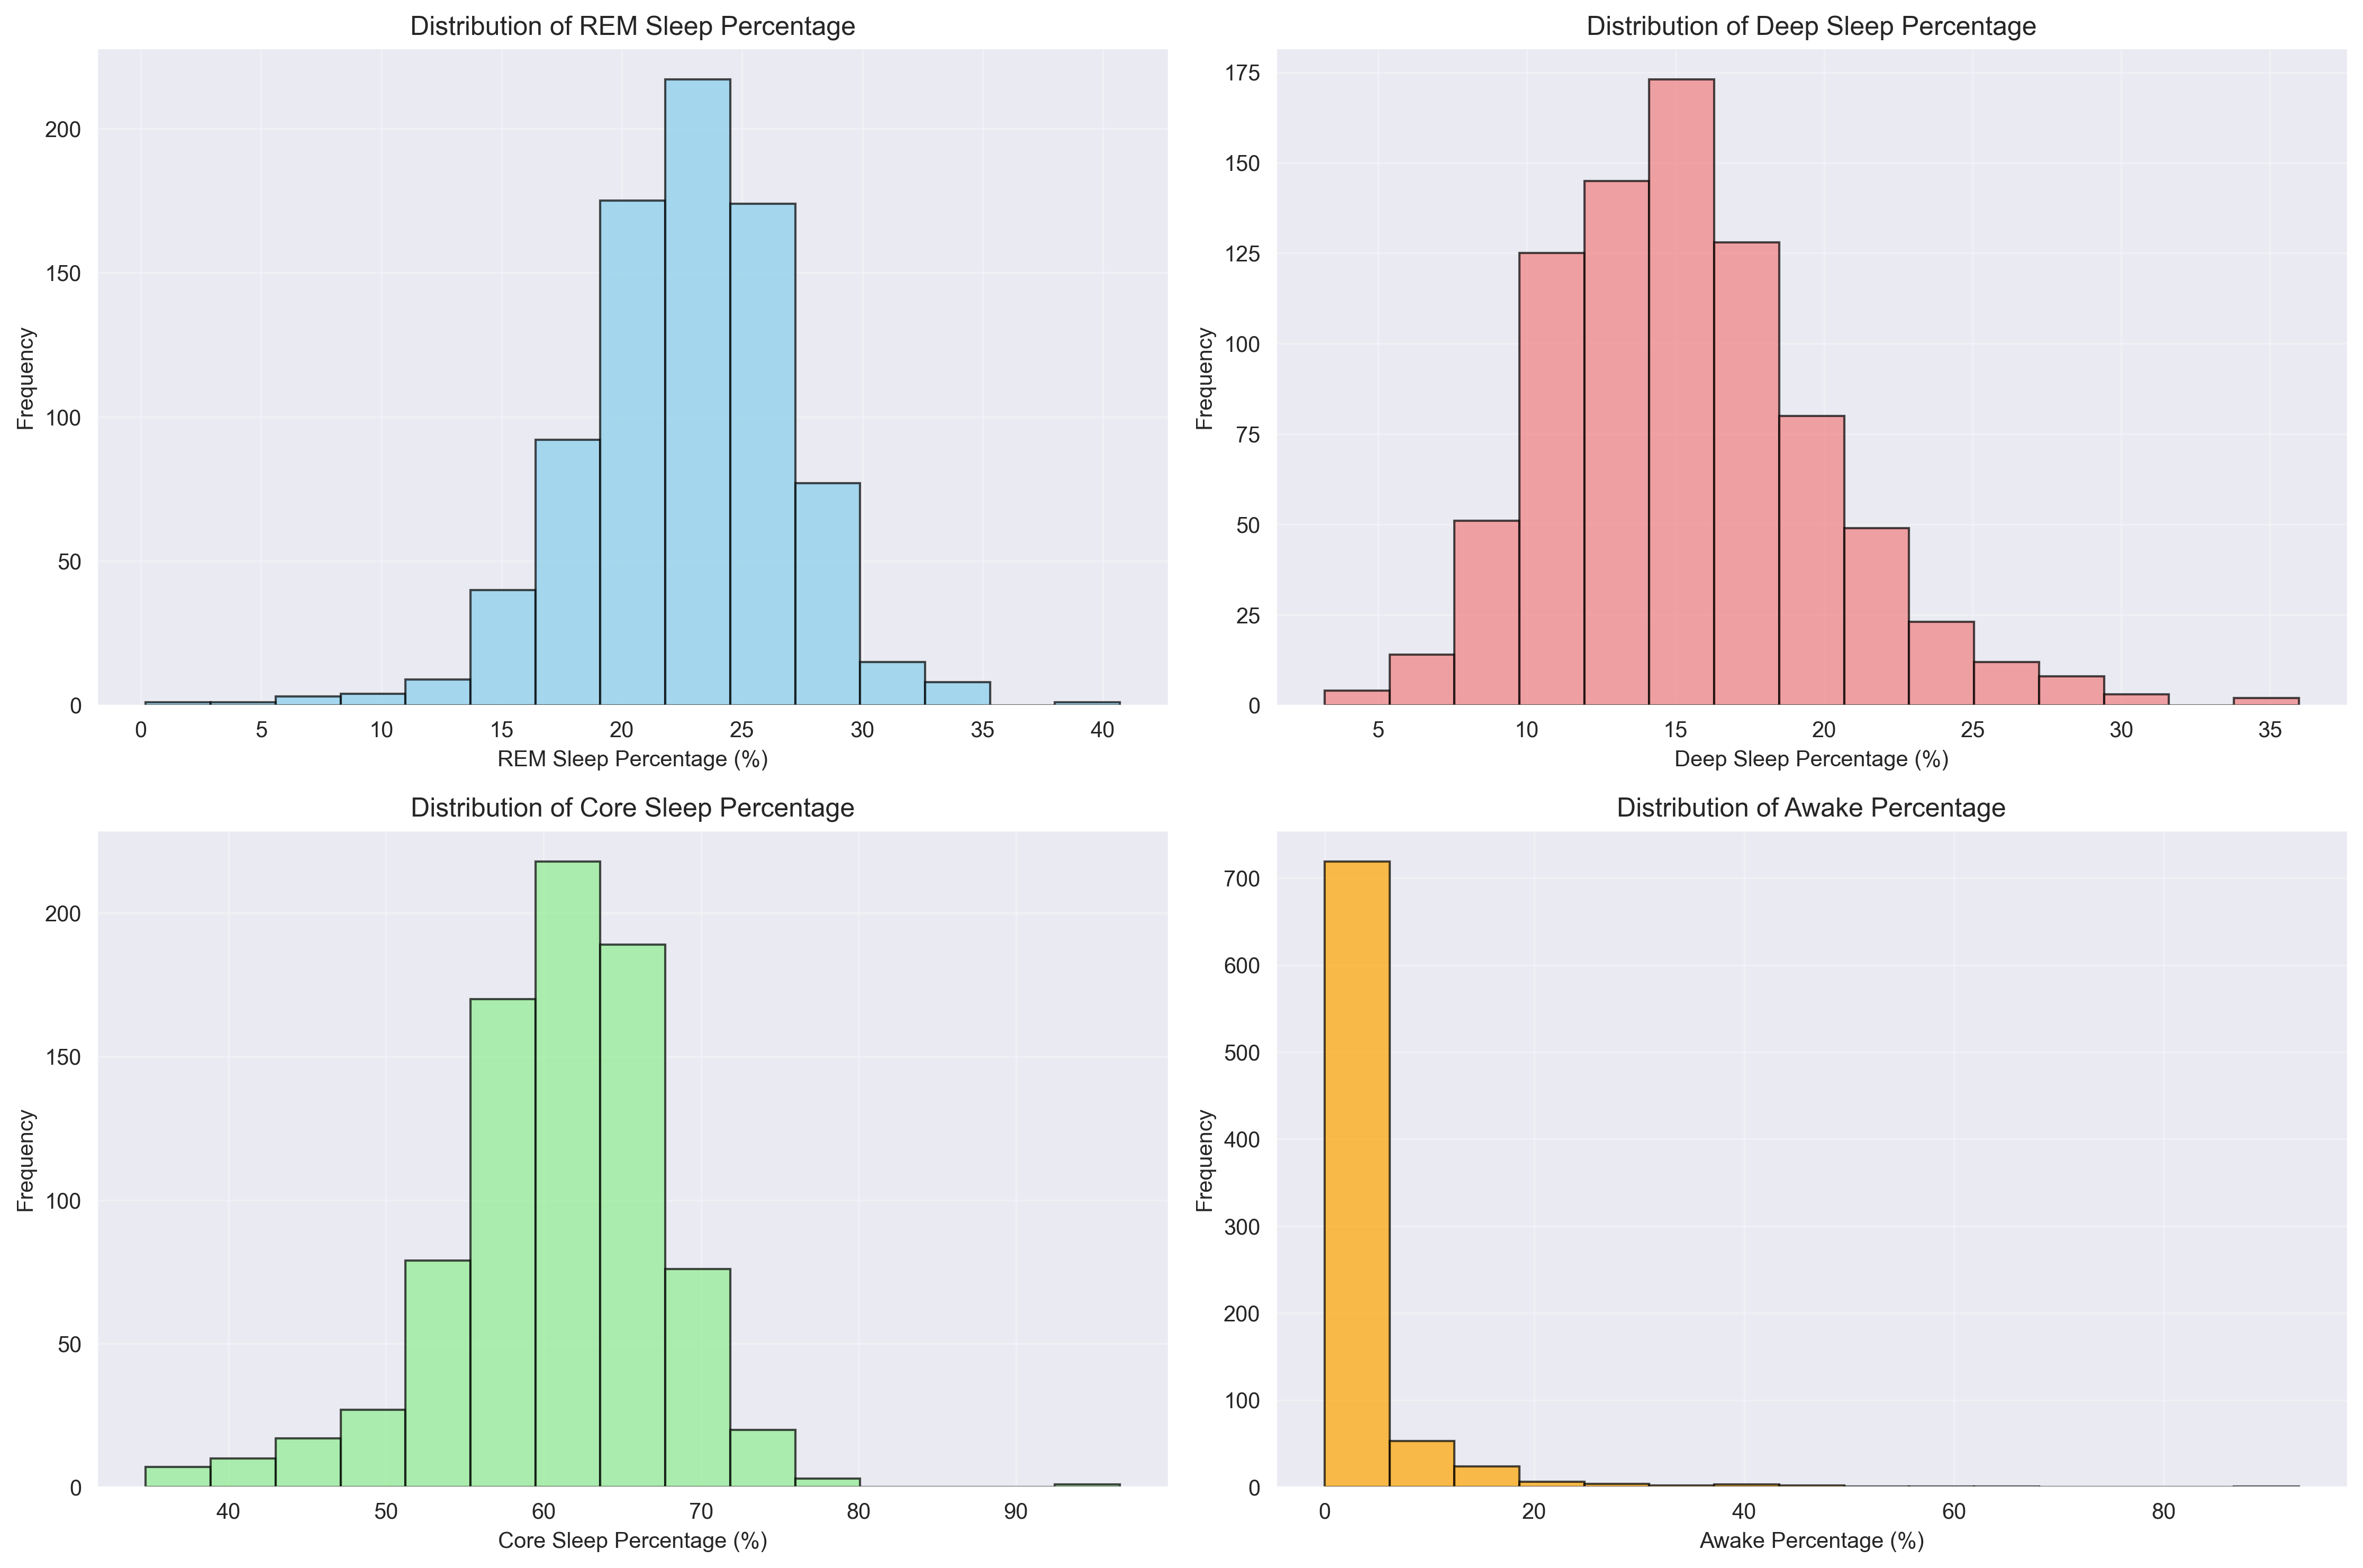 Distribution of REM Sleep Percentage
200
150
100
50
0
Frequency
0 5 10 15 20 25 30 35 40
REM Sleep Percentage (%)
Distribution of Deep Sleep Percentage
175
150
125
100
75
50
25
0
Frequency
5 10 15 20 25 30 35
Deep Sleep Percentage (%)
Distribution of Core Sleep Percentage
200
150
100
50
0
Frequency
40 50 60 70 80 90
Core Sleep Percentage (%)
Distribution of Awake Percentage
700
600
500
400
300
200
100
0
Frequency
0 20 40 60 80
Awake Percentage (%)